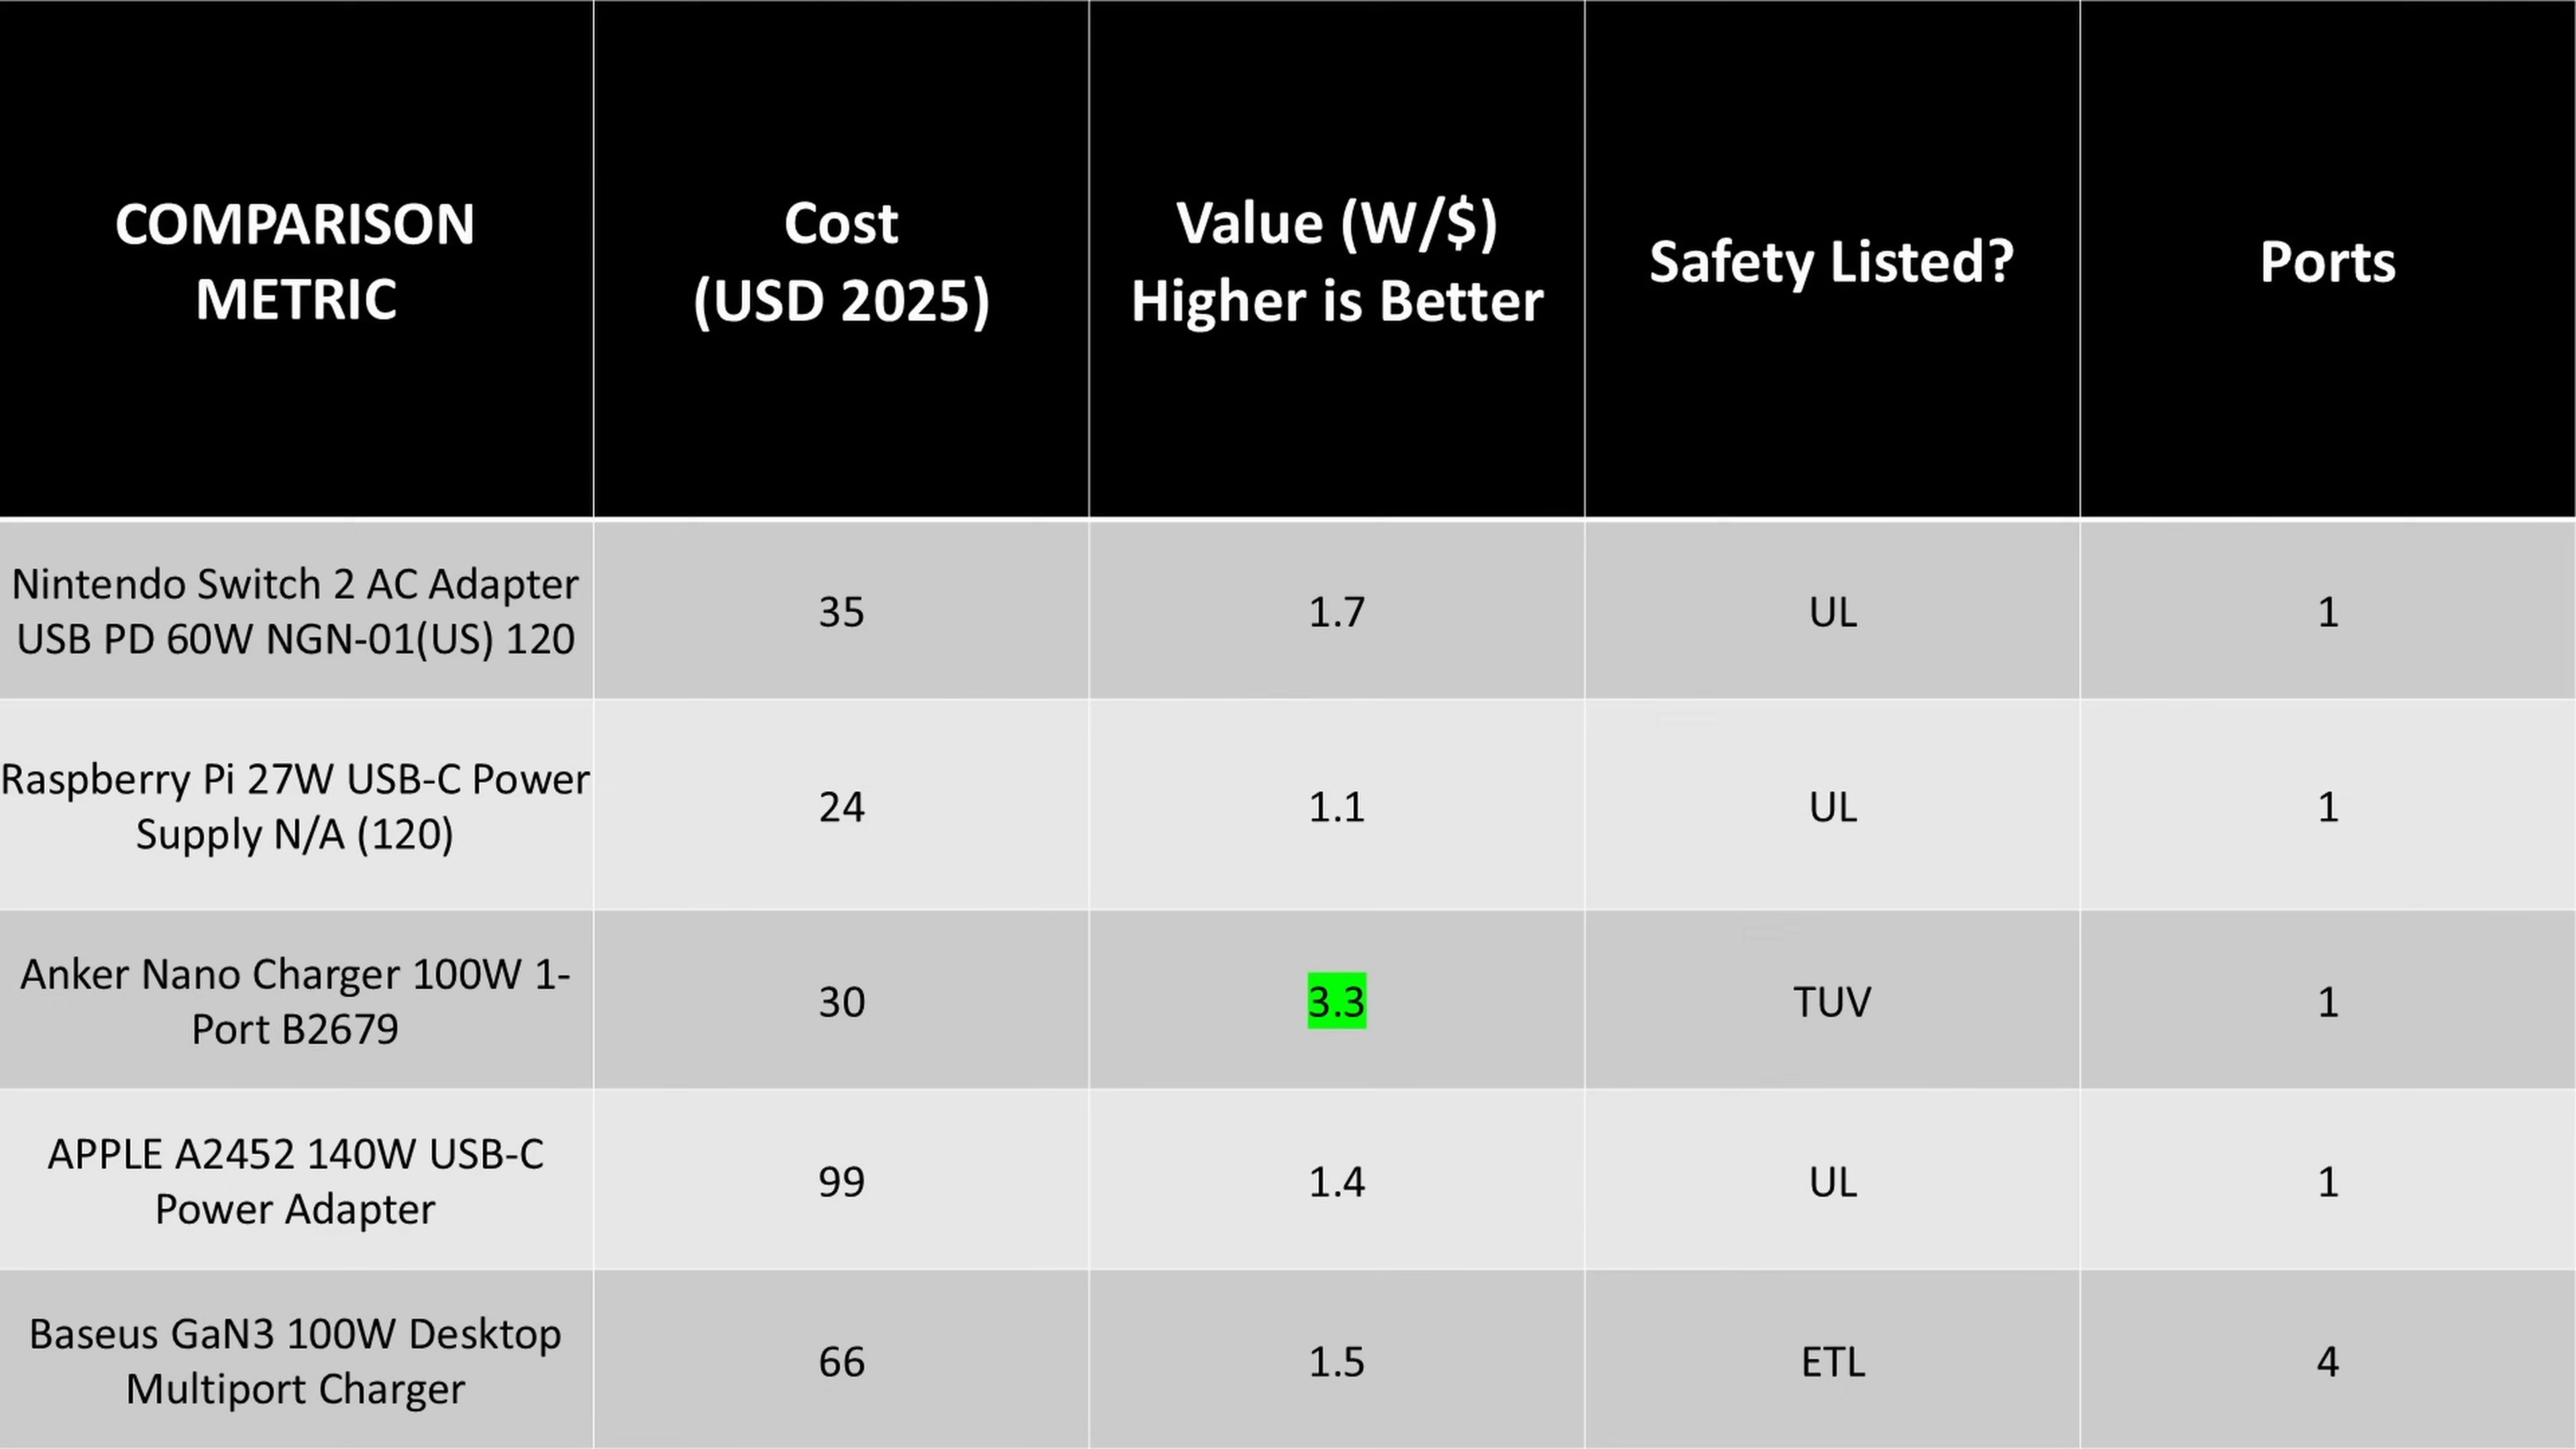 COMPARISON
METRIC
Cost
(USD 2025)
Value (W/$)
Higher is Better
Safety Listed?
Ports
Nintendo Switch 2 AC Adapter
USB PD 60W NGN-01(US) 120
35
1.7
UL
1
Raspberry Pi 27W USB-C Power
Supply N/A (120)
24
1.1
UL
1
Anker Nano Charger 100W 1-
Port B2679
30
3.3
TUV
1
APPLE A2452 140W USB-C
Power Adapter
99
1.4
UL
1
Baseus GaN3 100W Desktop
Multiport Charger
66
1.5
ETL
4